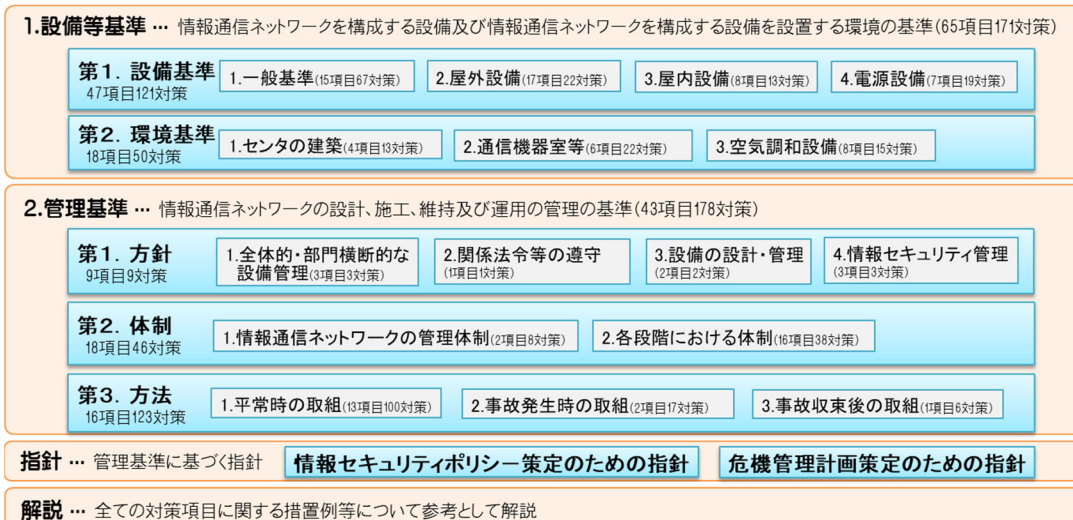 1.設備等基準 … 情報通信ネットワークを構成する設備及び情報通信ネットワークを構成する設備を設置する環境の基準(65項目171対策)
第1. 設備基準
47項目121対策
1.一般基準(15項目67対策)
2.屋外設備(17項目22対策)
3.屋内設備(8項目13対策)
4.電源設備(7項目19対策)
第2. 環境基準
18項目50対策
1.センタの建築(4項目13対策)
2.通信機器室等(6項目22対策)
3.空気調和設備(8項目15対策)
2.管理基準 … 情報通信ネットワークの設計、施工、維持及び運用の管理の基準(43項目178対策)
第1. 方針
9項目9対策
1.全体的・部門横断的な
設備管理(3項目3対策)
2.関係法令等の遵守
(1項目1対策)
3.設備の設計・管理
(2項目2対策)
4.情報セキュリティ管理
(3項目3対策)
第2. 体制
18項目46対策
1.情報通信ネットワークの管理体制(2項目8対策)
2.各段階における体制(16項目38対策)
第3. 方法
16項目123対策
1.平常時の取組(13項目100対策)
2.事故発生時の取組(2項目17対策)
3.事故収束後の取組(1項目6対策)
指針 … 管理基準に基づく指針
情報セキュリティポリシー策定のための指針
危機管理計画策定のための指針
解説 … 全ての対策項目に関する措置例等について参考として解説